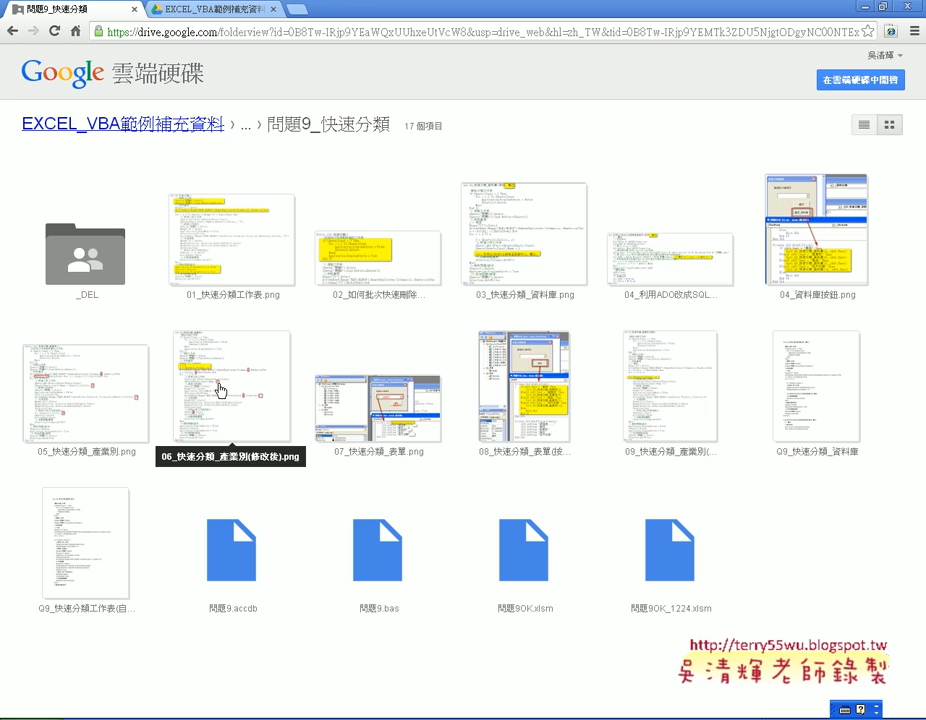 問題9_快速分類
EXCEL_VBA範例補充資料
https://drive.google.com/folderview?id=0B8Tw-IRjp9YEaWQxUUhxeUtVcW8&usp=drive_web&hl=zh_TW&tid=0B8Tw-IRjp9YEMTk3ZDU5NjgtODgyNC00NTEx
吳清輝
Google 雲端硬碟
在雲端硬碟中開啟
EXCEL_VBA範例補充資料 › ... › 問題9_快速分類 17 個項目
_DEL
01_快速分類工作表.png
02_如何批次快速刪除...
03_快速分類_資料庫.png
04_利用ADO改成SQL...
04_資料庫按鈕.png
05_快速分類_產業別.png
06_快速分類_產業別(修改後).png
07_快速分類_表單.png
08_快速分類_表單(按...
09_快速分類_產業別(...
Q9_快速分類_資料庫
Q9_快速分類工作表(自...
問題9.accdb
問題9.bas
問題9OK.xlsm
問題9OK_1224.xlsm
http://terry55wu.blogspot.tw
吳清輝老師錄製